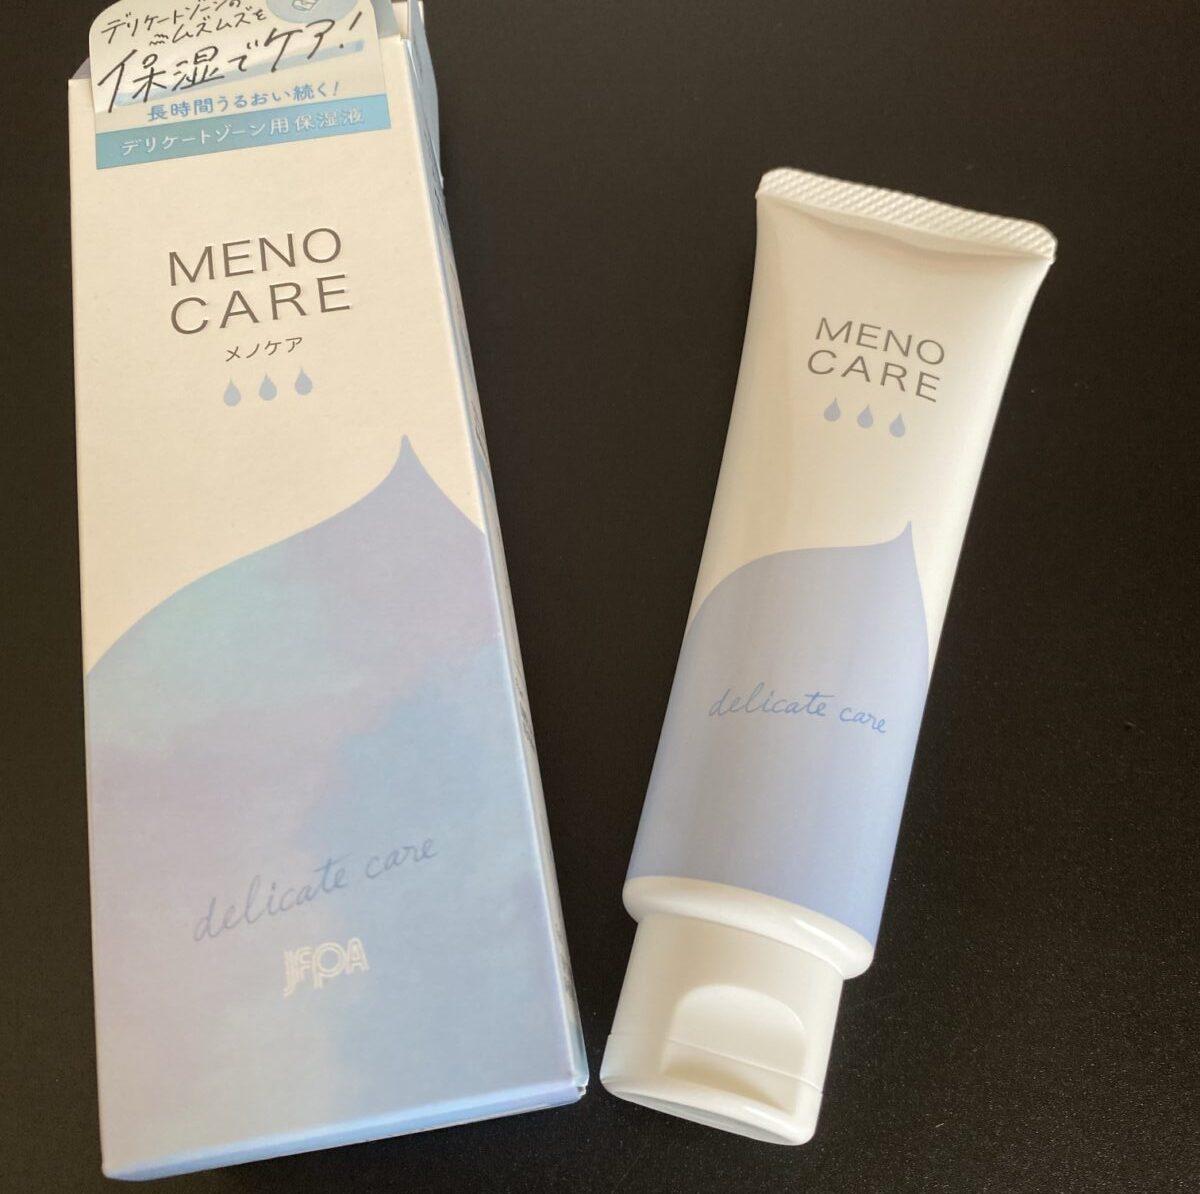 デリケートゾーンの
ムズムズを
保湿でケア！
長時間うるおい続く！
デリケートゾーン用保湿液
MENO
CARE
メノケア
delicate care
JFPA
MENO
CARE
delicate care